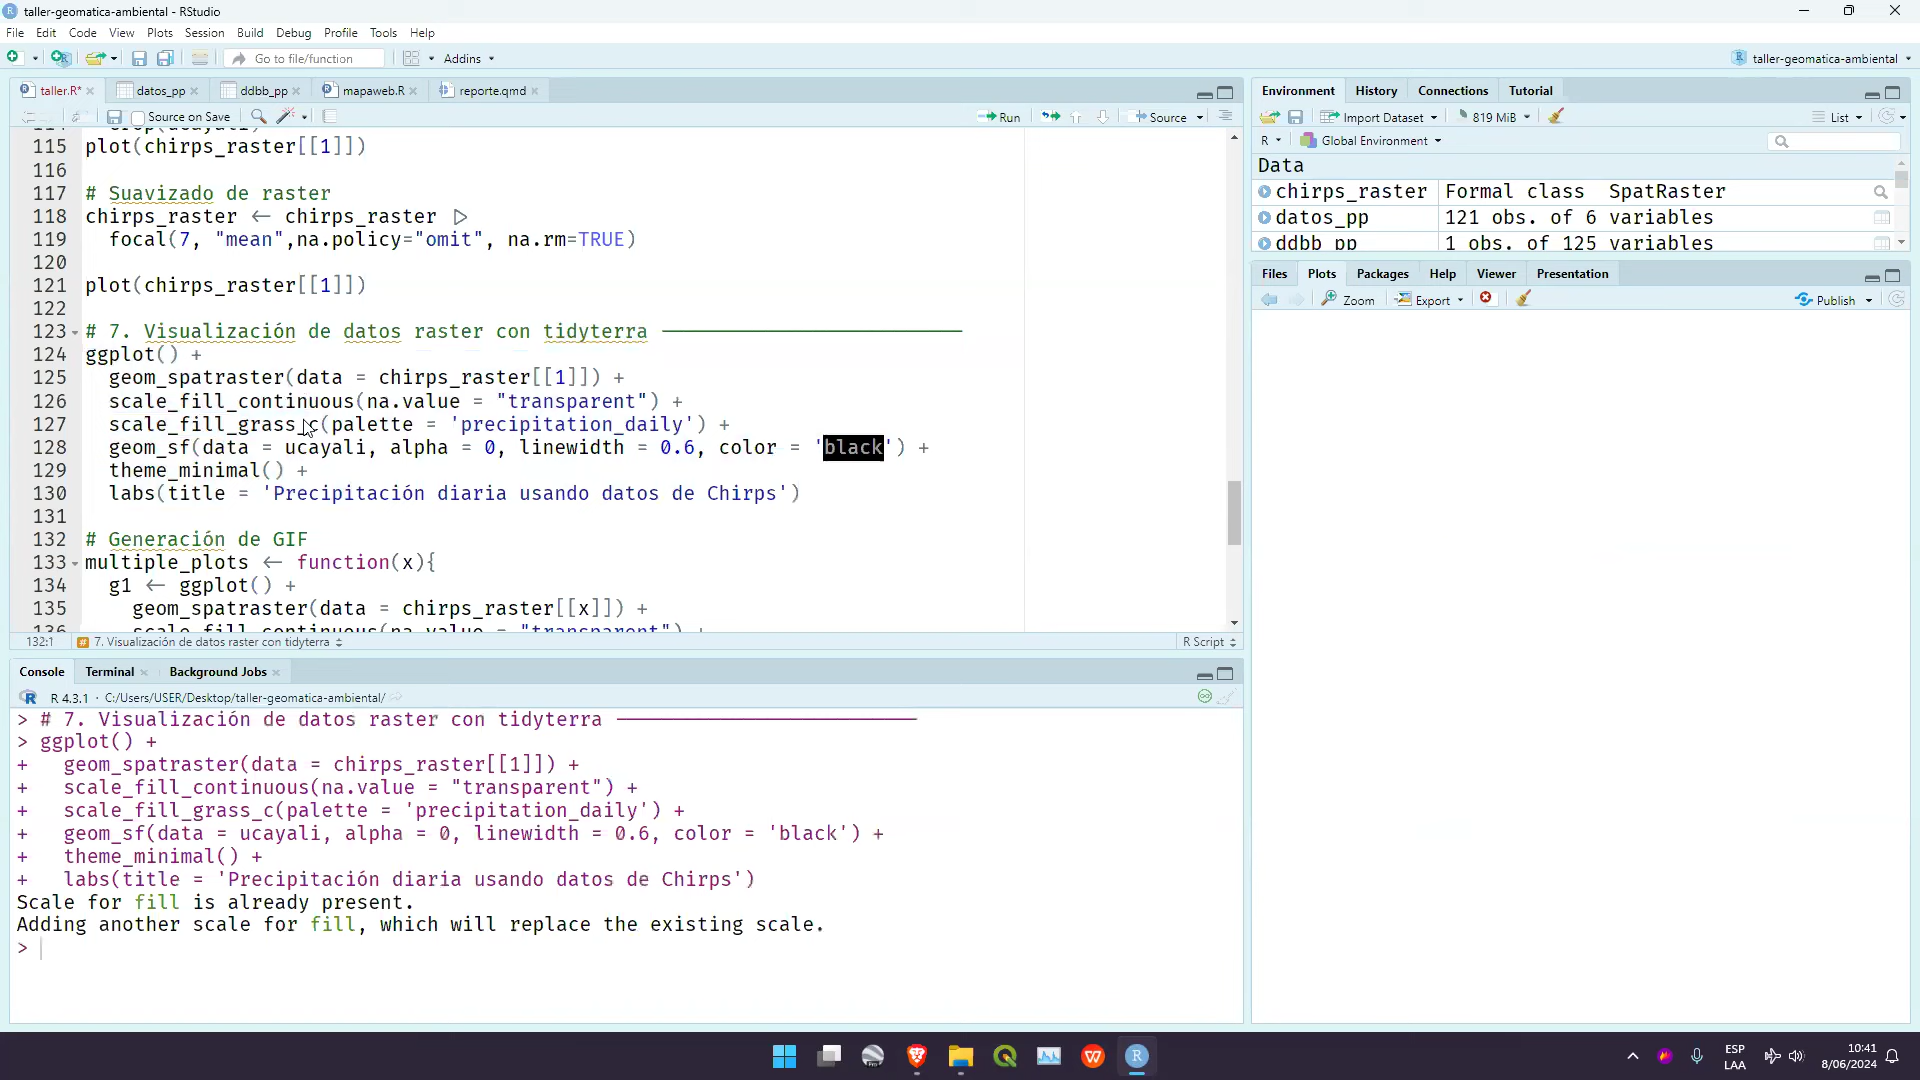 taller-geomatica-ambiental - RStudio
File Edit Code View Plots Session Build Debug Profile Tools Help
Go to file/function
Addins
taller-geomatica-ambiental
taller.R*
datos_pp
ddbb_pp
mapaweb.R
reporte.qmd
Source on Save
Run
Source
115 plot(chirps_raster[[1]])
116
117 # Suavizado de raster
118 chirps_raster <- chirps_raster |>
119 focal(7, "mean",na.policy="omit", na.rm=TRUE)
120
121 plot(chirps_raster[[1]])
122
123 # 7. Visualización de datos raster con tidyterra
124 ggplot() +
125 geom_spatraster(data = chirps_raster[[1]]) +
126 scale_fill_continuous(na.value = "transparent") +
127 scale_fill_grass_c(palette = 'precipitation_daily') +
128 geom_sf(data = ucayali, alpha = 0, linewidth = 0.6, color = 'black') +
129 theme_minimal() +
130 labs(title = 'Precipitación diaria usando datos de Chirps')
131
132 # Generación de GIF
133 multiple_plots <- function(x){
134 g1 <- ggplot() +
135 geom_spatraster(data = chirps_raster[[x]]) +
136 scale_fill_continuous(na.value = "transparent") +
132:1
7. Visualización de datos raster con tidyterra
R Script
Console Terminal Background Jobs
R 4.3.1 · C:/Users/USER/Desktop/taller-geomatica-ambiental/
> # 7. Visualización de datos raster con tidyterra
> ggplot() +
+ geom_spatraster(data = chirps_raster[[1]]) +
+ scale_fill_continuous(na.value = "transparent") +
+ scale_fill_grass_c(palette = 'precipitation_daily') +
+ geom_sf(data = ucayali, alpha = 0, linewidth = 0.6, color = 'black') +
+ theme_minimal() +
+ labs(title = 'Precipitación diaria usando datos de Chirps')
Scale for fill is already present.
Adding another scale for fill, which will replace the existing scale.
>
Environment History Connections Tutorial
Import Dataset
819 MiB
List
R
Global Environment
Data
chirps_raster Formal class SpatRaster
datos_pp 121 obs. of 6 variables
ddbb_pp 1 obs. of 125 variables
Files Plots Packages Help Viewer Presentation
Zoom
Export
Publish
ESP
LAA
10:41
8/06/2024